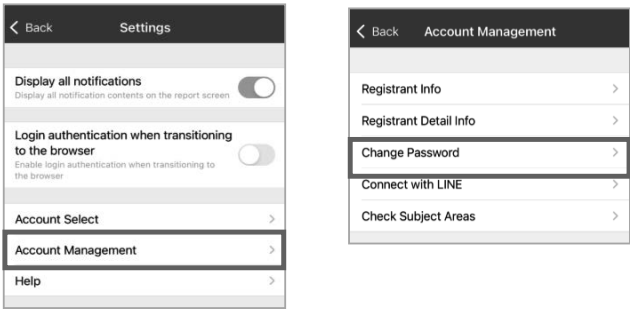 Back
Settings
Display all notifications
Display all notification contents on the report screen
Login authentication when transitioning
to the browser
Enable login authentication when transitioning to
the browser
Account Select
Account Management
Help
Back
Account Management
Registrant Info
Registrant Detail Info
Change Password
Connect with LINE
Check Subject Areas